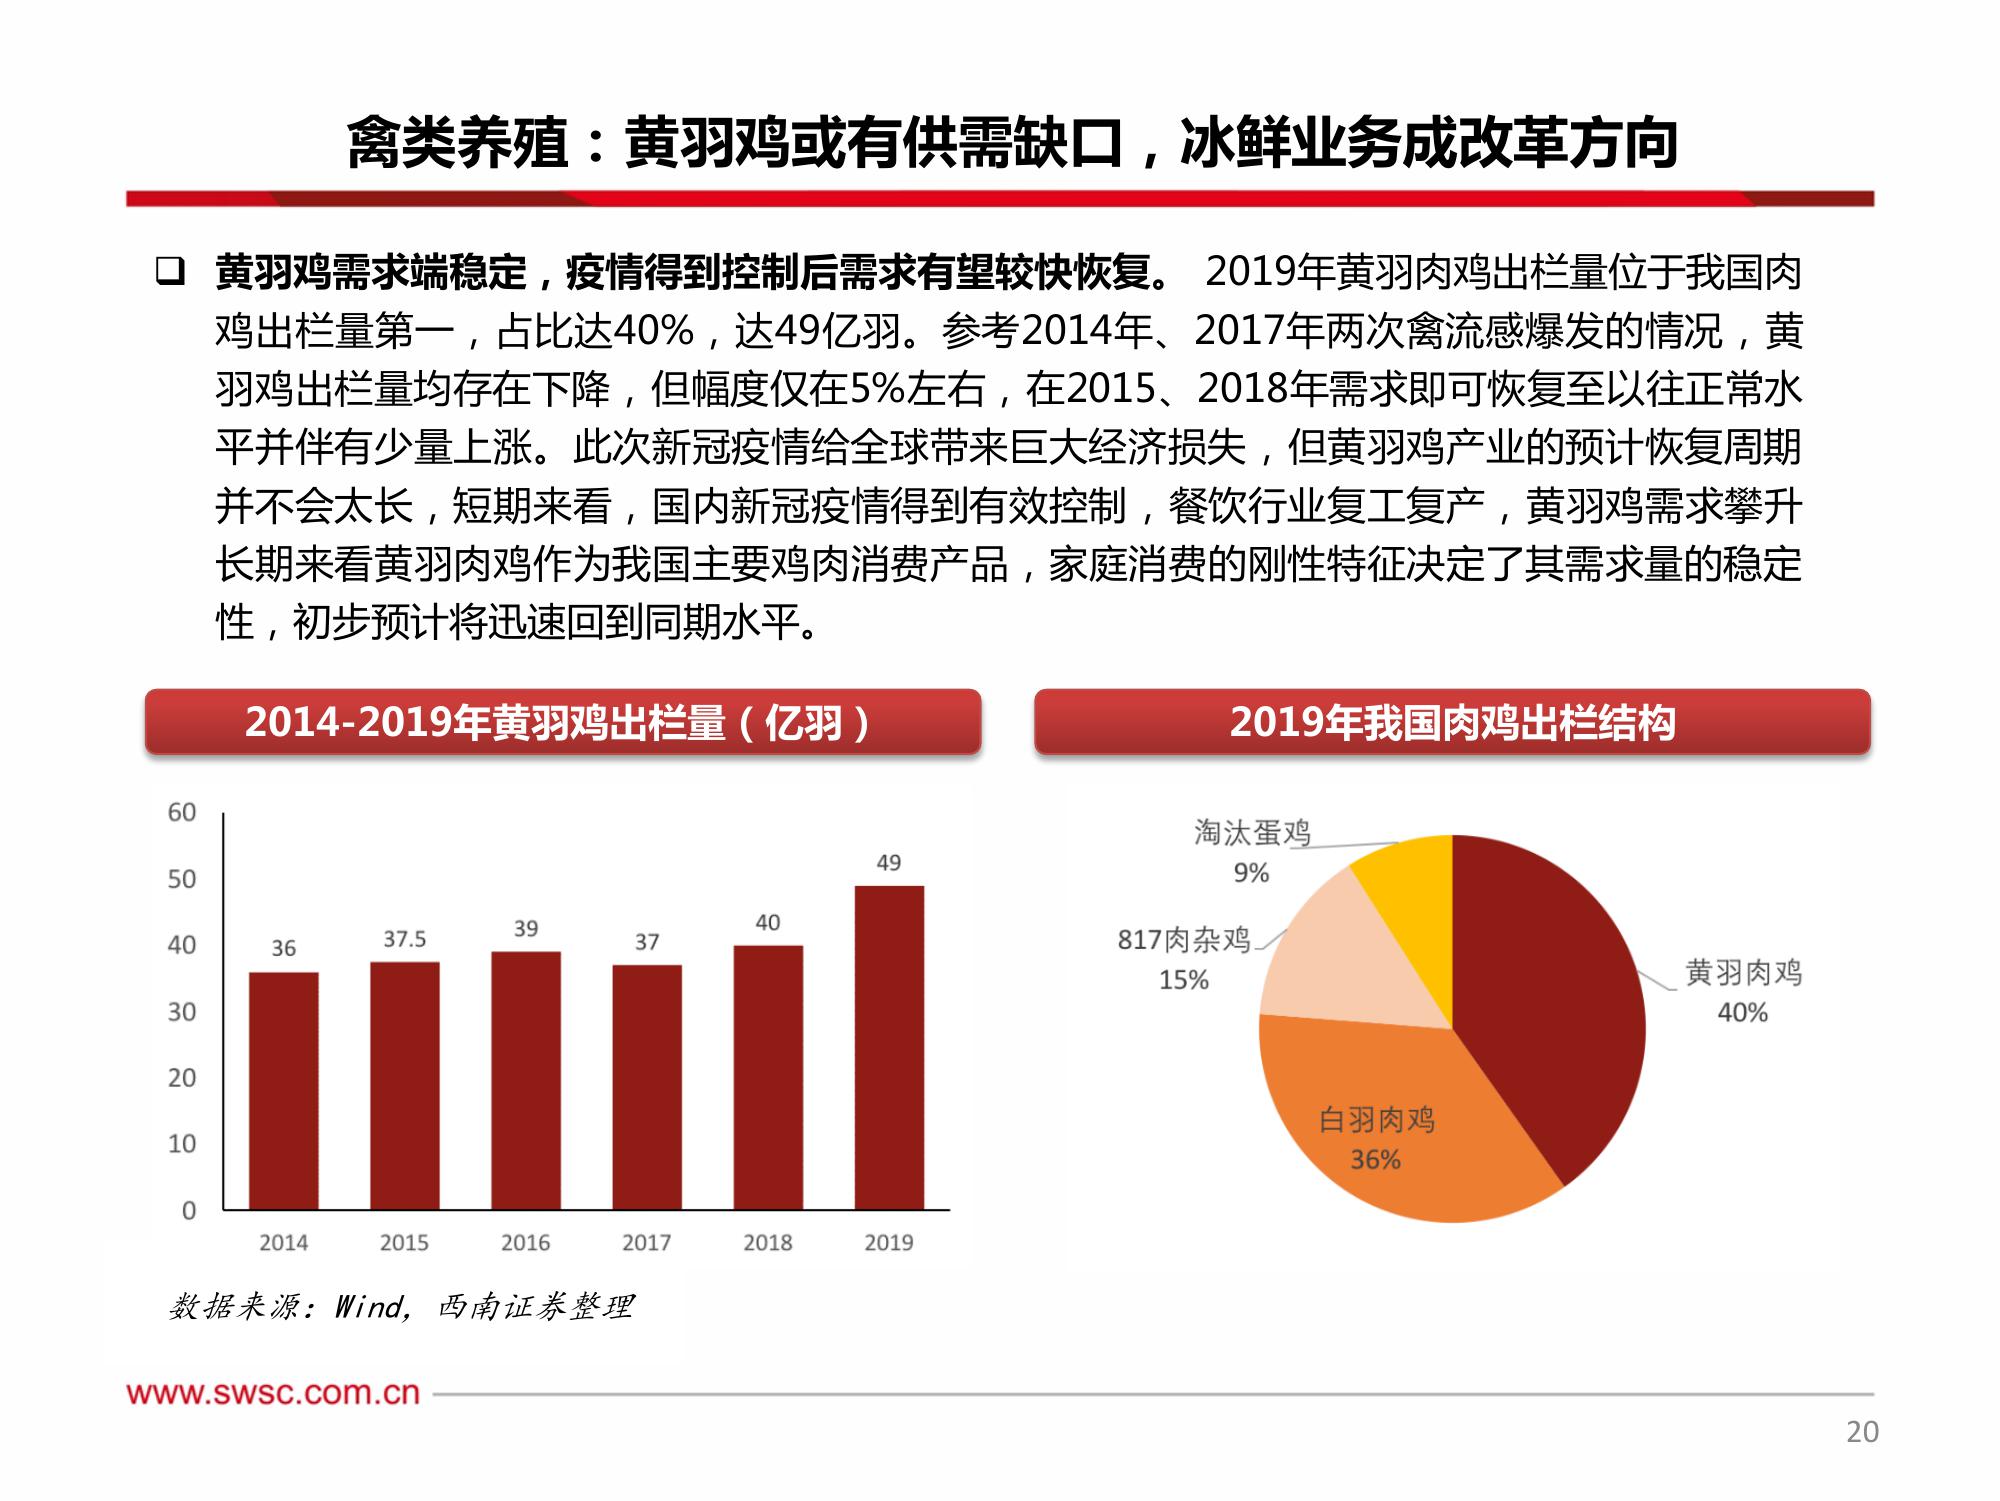 禽类养殖：黄羽鸡或有供需缺口，冰鲜业务成改革方向
❑ 黄羽鸡需求端稳定，疫情得到控制后需求有望较快恢复。 2019年黄羽肉鸡出栏量位于我国肉
鸡出栏量第一，占比达40%，达49亿羽。参考2014年、2017年两次禽流感爆发的情况，黄
羽鸡出栏量均存在下降，但幅度仅在5%左右，在2015、2018年需求即可恢复至以往正常水
平并伴有少量上涨。此次新冠疫情给全球带来巨大经济损失，但黄羽鸡产业的预计恢复周期
并不会太长，短期来看，国内新冠疫情得到有效控制，餐饮行业复工复产，黄羽鸡需求攀升
长期来看黄羽肉鸡作为我国主要鸡肉消费产品，家庭消费的刚性特征决定了其需求量的稳定
性，初步预计将迅速回到同期水平。
2014-2019年黄羽鸡出栏量（亿羽）
60
50
40
30
20
10
0
36
37.5
39
37
40
49
2014
2015
2016
2017
2018
2019
2019年我国肉鸡出栏结构
淘汰蛋鸡
9%
817肉杂鸡
15%
黄羽肉鸡
40%
白羽肉鸡
36%
数据来源：Wind, 西南证券整理
www.swsc.com.cn
20